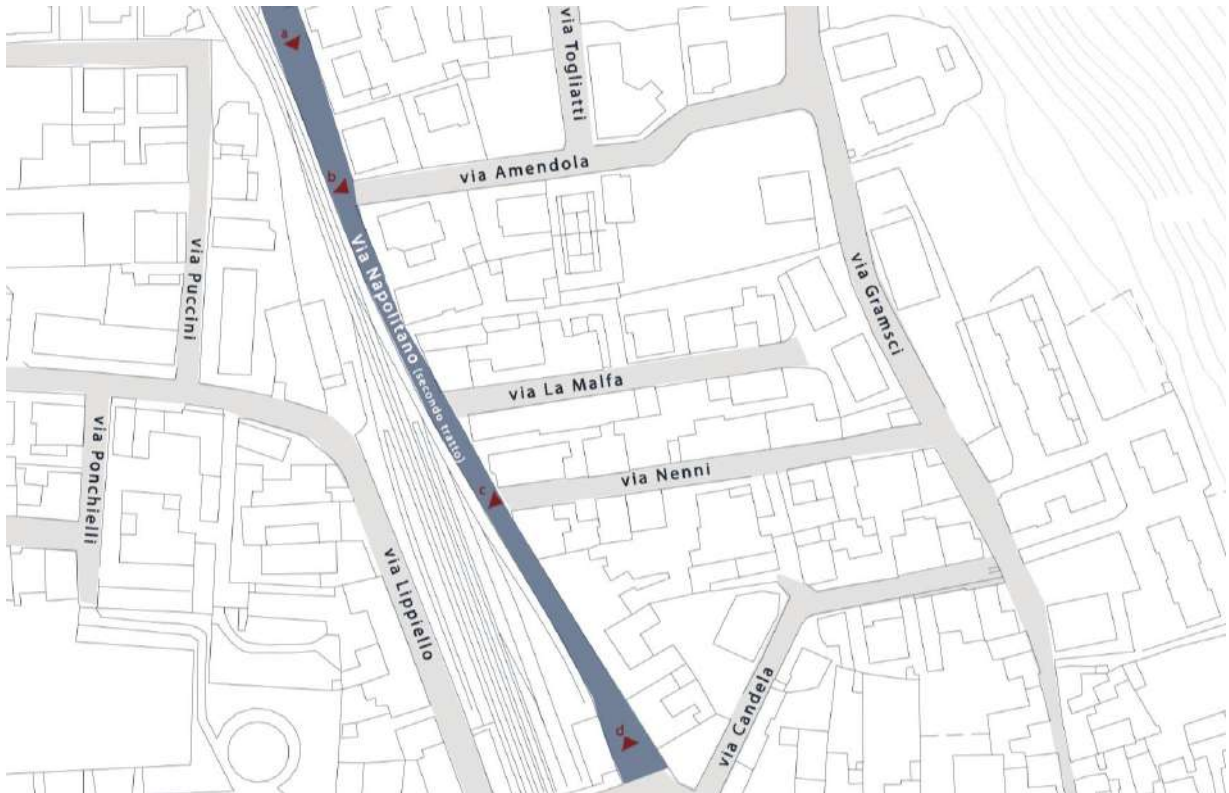 a
via Togliatti
b
via Amendola
via Puccini
Via Napolitano (secondo tratto)
via Gramsci
via La Malfa
via Ponchielli
via Nenni
c
via Lippiello
via Candela
d